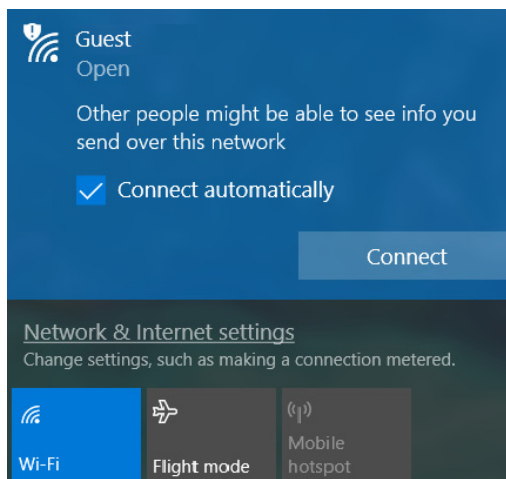 Guest
Open
Other people might be able to see info you
send over this network
Connect automatically
Connect
Network & Internet settings
Change settings, such as making a connection metered.
Wi-Fi
Flight mode
Mobile
hotspot